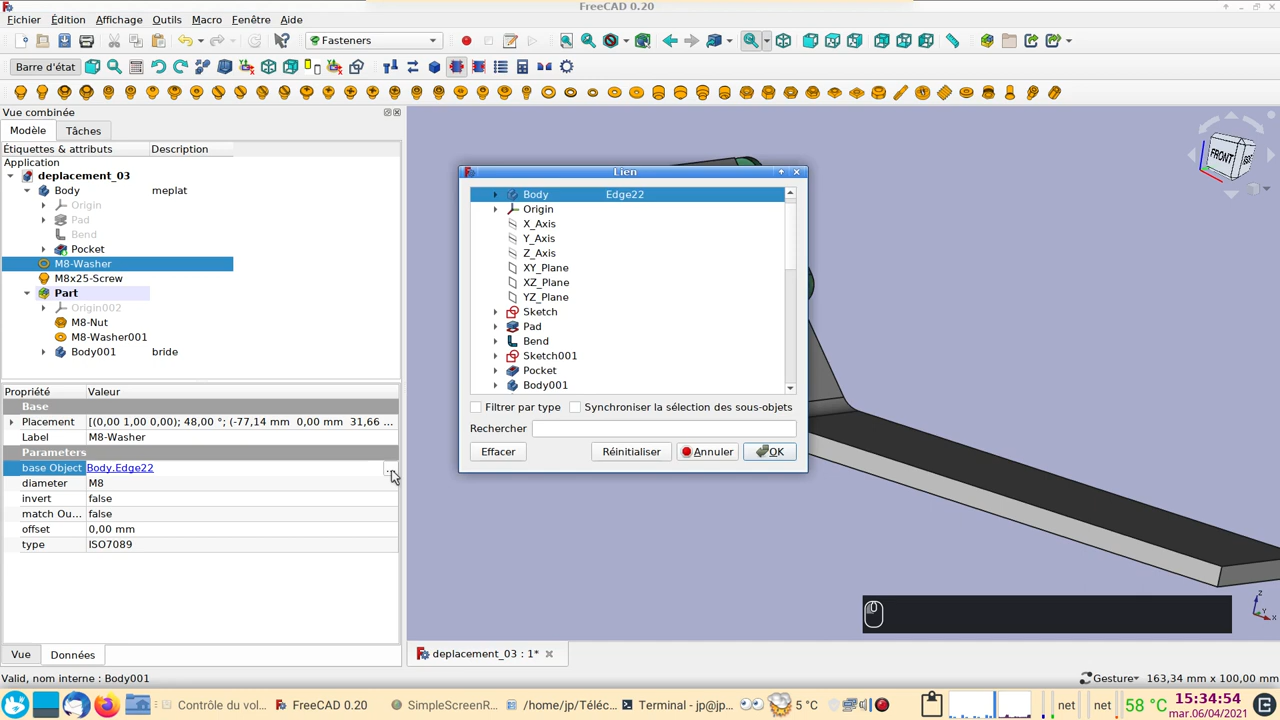 FreeCAD 0.20
Fichier Édition Affichage Outils Macro Fenêtre Aide
Fasteners
Barre d'état
Vue combinée
Modèle Tâches
Étiquettes & attributs Description
Application
deplacement_03
Body meplat
Origin
Pad
Bend
Pocket
M8-Washer
M8x25-Screw
Part
Origin002
M8-Nut
M8-Washer001
Body001 bride
Propriété Valeur
Base
Placement [(0,00 1,00 0,00); 48,00 °; (-77,14 mm 0,00 mm 31,66 ...
Label M8-Washer
Parameters
base Object Body.Edge22 ...
diameter M8
invert false
match Ou... false
offset 0,00 mm
type ISO7089
Vue Données
Lien
Body Edge22
Origin
X_Axis
Y_Axis
Z_Axis
XY_Plane
XZ_Plane
YZ_Plane
Sketch
Pad
Bend
Sketch001
Pocket
Body001
Filtrer par type Synchroniser la sélection des sous-objets
Rechercher
Effacer Réinitialiser Annuler OK
FRONT
deplacement_03 : 1*
Valid, nom interne : Body001 Gesture 163,34 mm x 100,00 mm
Contrôle du vol... FreeCAD 0.20 SimpleScreenR... /home/jp/Téléc... Terminal - jp@jp... 5 °C net net 58 °C 15:34:54
mar.06/04/2021